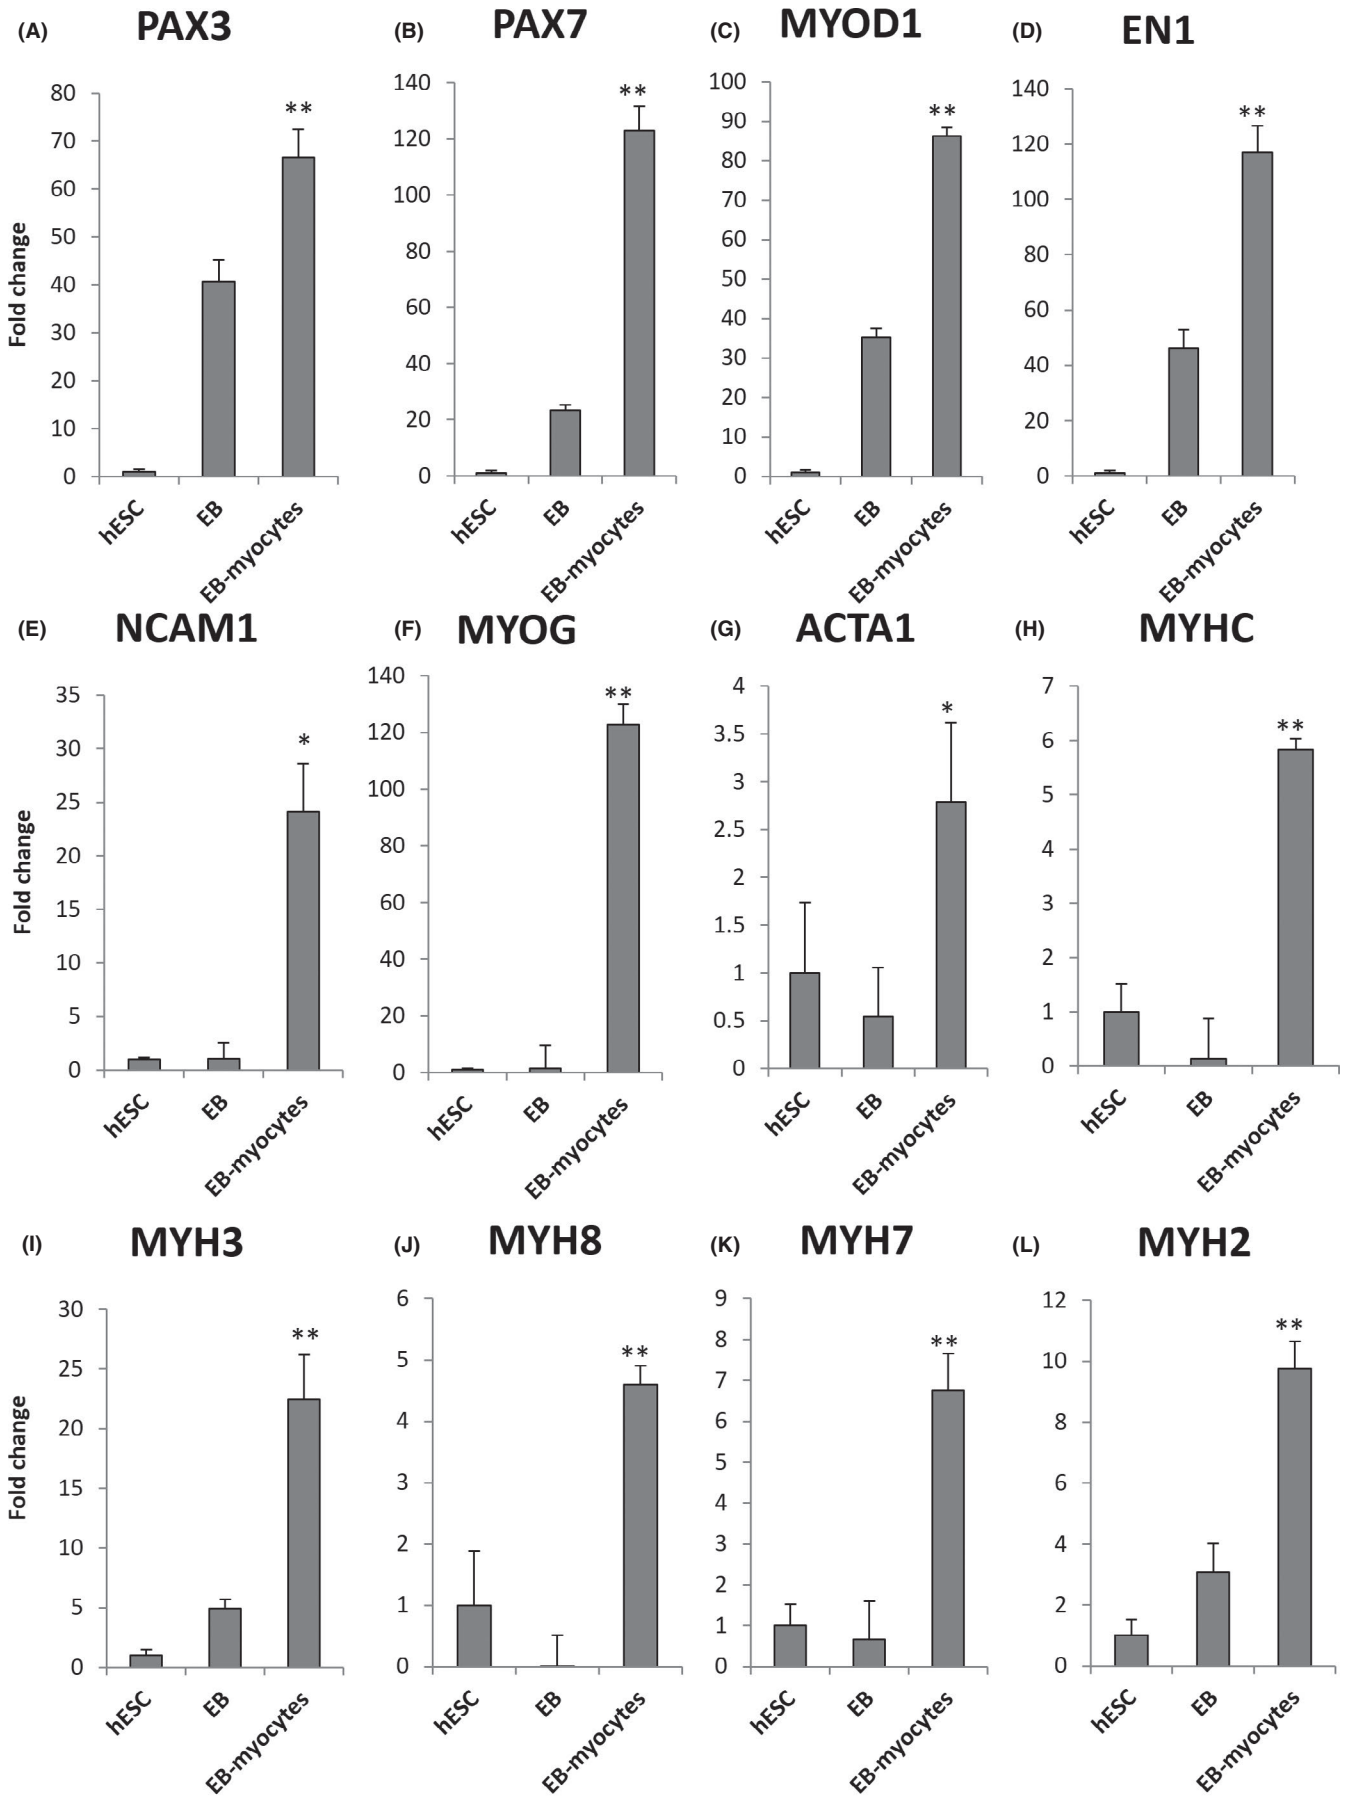 (A) PAX3
80
70
60
50
40
30
20
10
0
Fold change
**
hESC
EB
EB-myocytes
(B) PAX7
140
120
100
80
60
40
20
0
**
hESC
EB
EB-myocytes
(C) MYOD1
100
90
80
70
60
50
40
30
20
10
0
**
hESC
EB
EB-myocytes
(D) EN1
140
120
100
80
60
40
20
0
**
hESC
EB
EB-myocytes
(E) NCAM1
35
30
25
20
15
10
5
0
Fold change
*
hESC
EB
EB-myocytes
(F) MYOG
140
120
100
80
60
40
20
0
**
hESC
EB
EB-myocytes
(G) ACTA1
4
3.5
3
2.5
2
1.5
1
0.5
0
*
hESC
EB
EB-myocytes
(H) MYHC
7
6
5
4
3
2
1
0
**
hESC
EB
EB-myocytes
(I) MYH3
30
25
20
15
10
5
0
Fold change
**
hESC
EB
EB-myocytes
(J) MYH8
6
5
4
3
2
1
0
**
hESC
EB
EB-myocytes
(K) MYH7
9
8
7
6
5
4
3
2
1
0
**
hESC
EB
EB-myocytes
(L) MYH2
12
10
8
6
4
2
0
**
hESC
EB
EB-myocytes